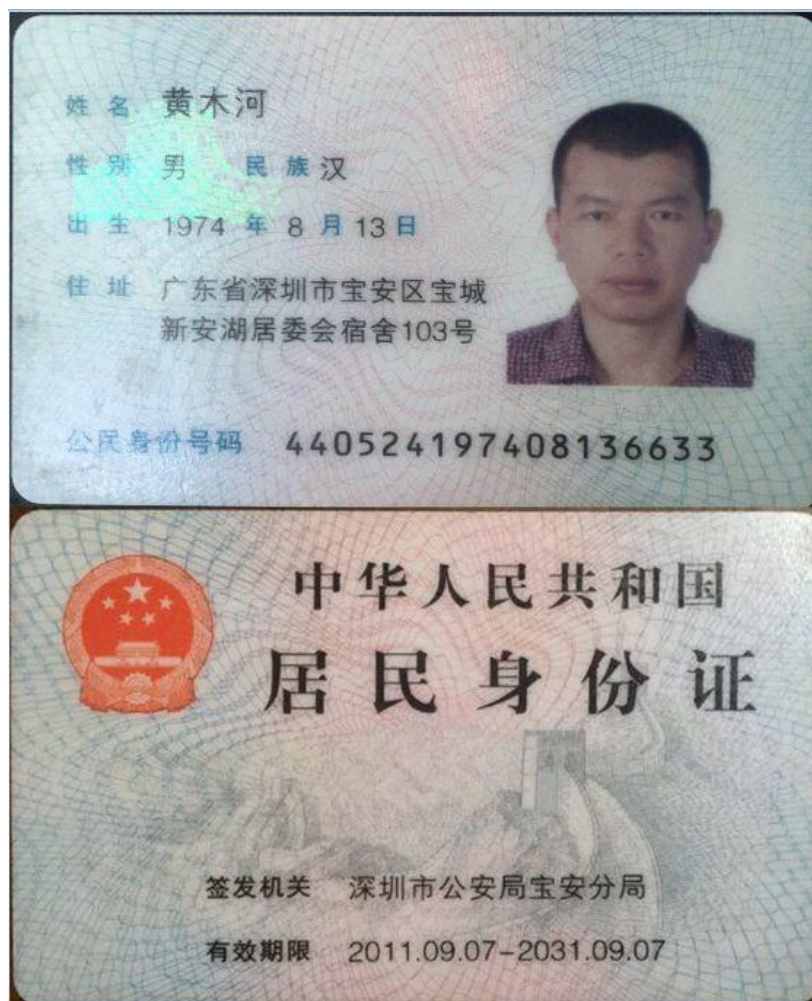 姓名 黄木河
性别 男 民族 汉
出生 1974 年 8 月 13 日
住址 广东省深圳市宝安区宝城
新安湖居委会宿舍103号
公民身份号码 440524197408136633
中华人民共和国
居民身份证
签发机关 深圳市公安局宝安分局
有效期限 2011.09.07-2031.09.07